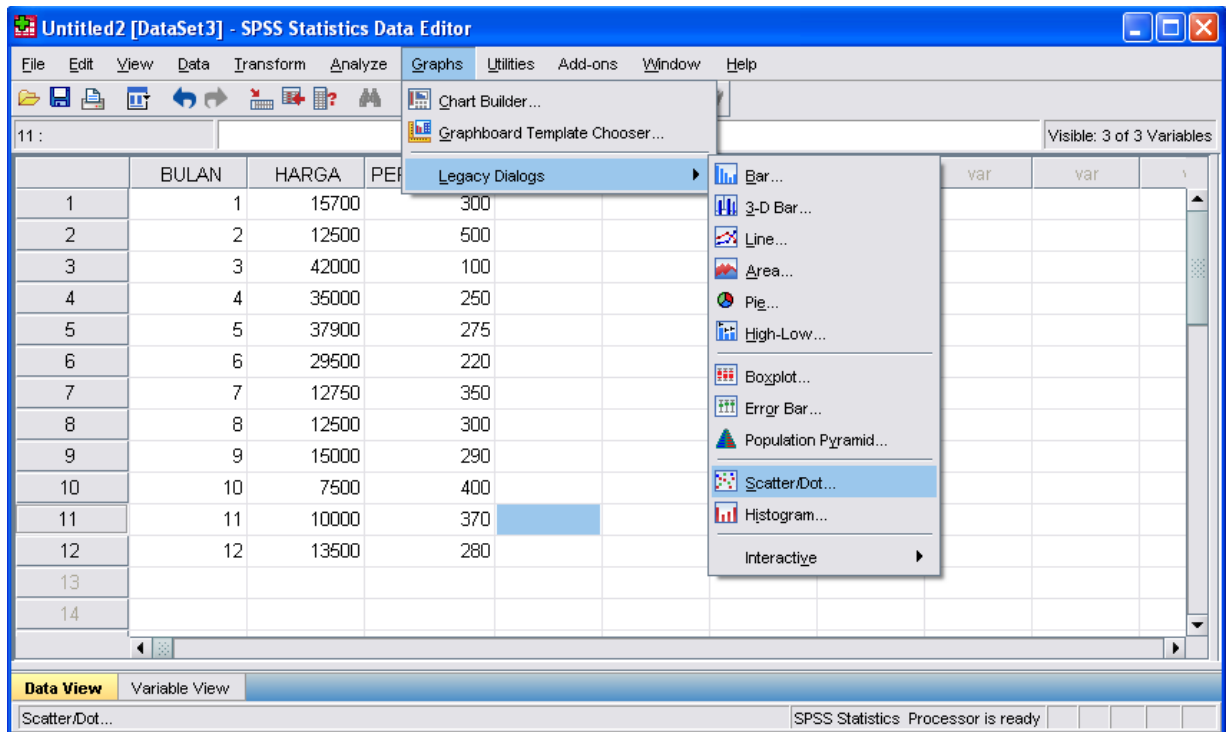 Untitled2 [DataSet3] - SPSS Statistics Data Editor
File Edit View Data Transform Analyze Graphs Utilities Add-ons Window Help
Chart Builder...
Graphboard Template Chooser...
Legacy Dialogs
11 :
Visible: 3 of 3 Variables
Bar...
3-D Bar...
Line...
Area...
Pie...
High-Low...
Boxplot...
Error Bar...
Population Pyramid...
Scatter/Dot...
Histogram...
Interactive
BULAN HARGA var var
1 1 15700 300
2 2 12500 500
3 3 42000 100
4 4 35000 250
5 5 37900 275
6 6 29500 220
7 7 12750 350
8 8 12500 300
9 9 15000 290
10 10 7500 400
11 11 10000 370
12 12 13500 280
13
14
Data View Variable View
Scatter/Dot...
SPSS Statistics Processor is ready